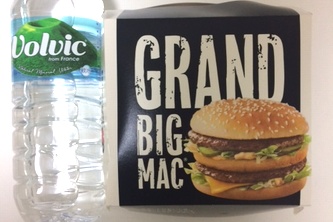 Volvic
from France
GRAND
BIG
MAC